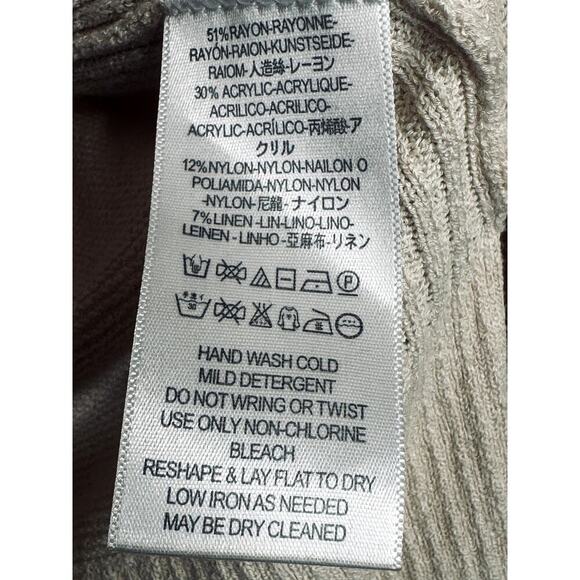 51% RAYON-RAYONNE-
RAYÓN-RAION-KUNSTSEIDE-
RAIOM-人造絲-レーヨン
30% ACRYLIC-ACRYLIQUE-
ACRILICO-ACRILICO-
ACRYLIC-ACRÍLICO-丙烯酸-ア
クリル
12%NYLON-NYLON-NAILON O
POLIAMIDA-NYLON-NYLON
-NYLON-尼龍- ナイロン
7% LINEN -LIN-LINO-LINO-
LEINEN -LINHO -亞麻布-リネン
P
手洗イ
30
HAND WASH COLD
MILD DETERGENT
DO NOT WRING OR TWIST
USE ONLY NON-CHLORINE
BLEACH
RESHAPE & LAY FLAT TO DRY
LOW IRON AS NEEDED
MAY BE DRY CLEANED